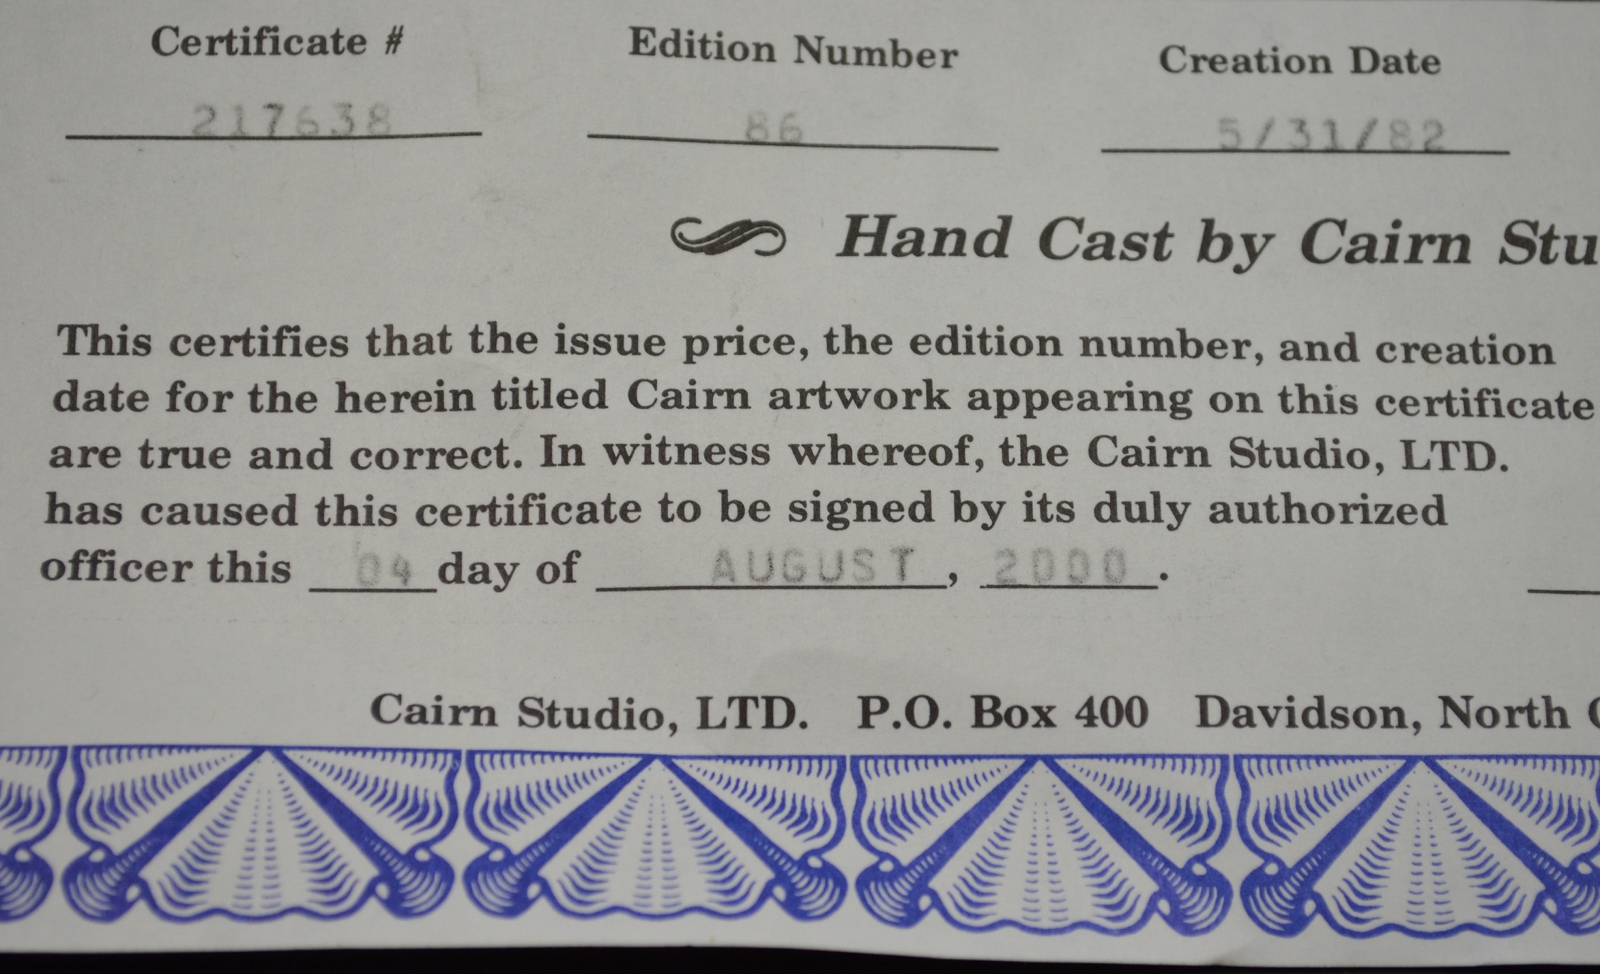 Certificate # Edition Number Creation Date
217638 86 5/31/82
Hand Cast by Cairn Stu
This certifies that the issue price, the edition number, and creation
date for the herein titled Cairn artwork appearing on this certificate
are true and correct. In witness whereof, the Cairn Studio, LTD.
has caused this certificate to be signed by its duly authorized
officer this 04 day of AUGUST, 2000.
Cairn Studio, LTD. P.O. Box 400 Davidson, North C